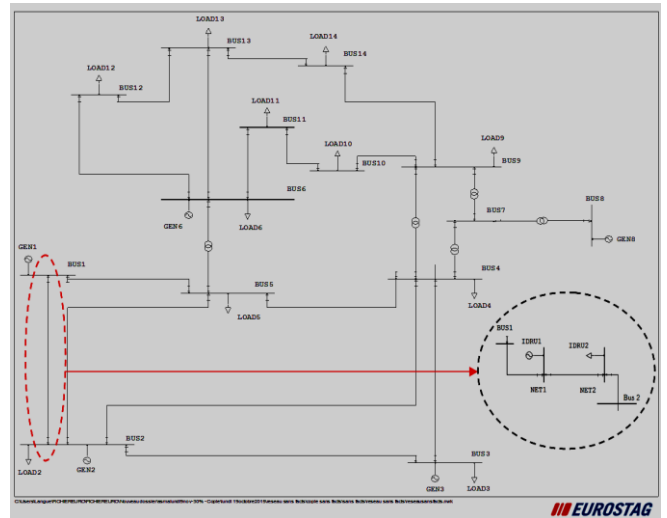 LOAD13
BUS13
LOAD14
BUS14
LOAD12
BUS12
LOAD11
BUS11
LOAD10
BUS10
LOAD9
BUS9
BUS6
GEN6
LOAD6
BUS7
BUS8
GEN8
GEN1
BUS1
BUS5
LOAD5
BUS4
LOAD4
BUS1
IDRU1
IDRU2
NET1
NET2
Bus 2
BUS2
LOAD2
GEN2
BUS3
GEN3
LOAD3
EUROSTAG